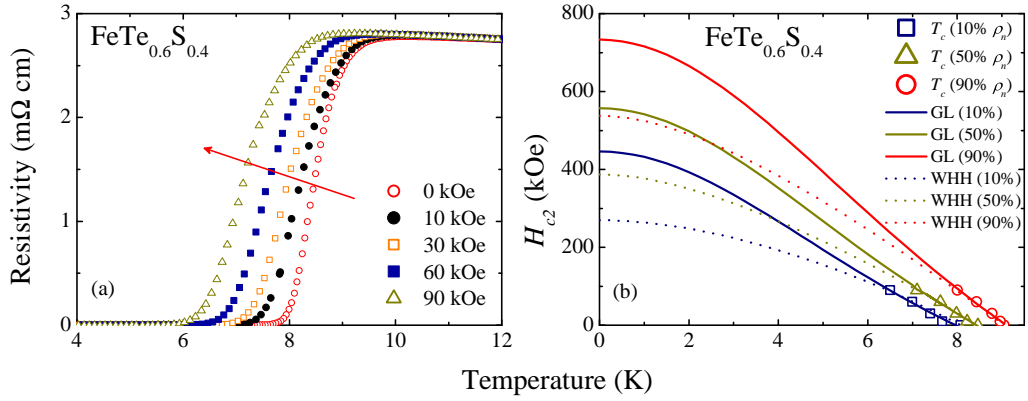 FeTe0.6S0.4
Resistivity (mΩ cm)
3
2
1
0
4
6
8
10
12
0 kOe
10 kOe
30 kOe
60 kOe
90 kOe
(a)
Temperature (K)
FeTe0.6S0.4
Hc2 (kOe)
800
600
400
200
0
0
2
4
6
8
Tc (10% ρn)
Tc (50% ρn)
Tc (90% ρn)
GL (10%)
GL (50%)
GL (90%)
WHH (10%)
WHH (50%)
WHH (90%)
(b)
Temperature (K)